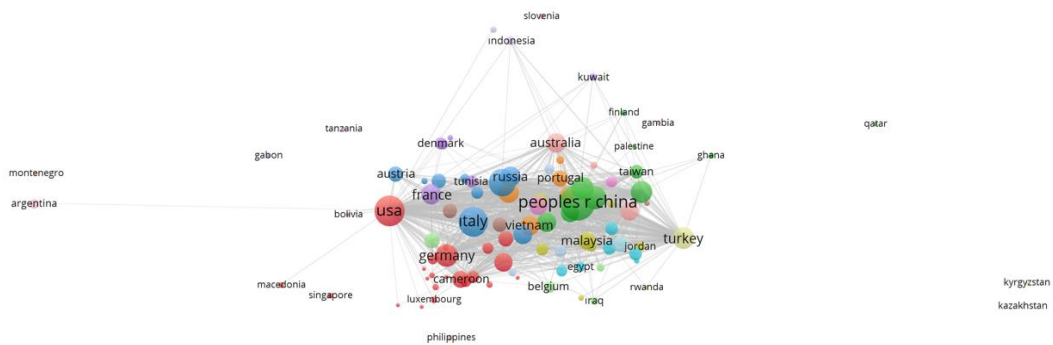 slovenia
indonesia
kuwait
finland
gambia
qatar
tanzania
denmark
australia
palestine
gabon
ghana
montenegro
austria
tunisia
russia
portugal
taiwan
france
argentina
bolivia
usa
peoples r china
italy
vietnam
malaysia
turkey
jordan
germany
egypt
cameroon
macedonia
belgium
rwanda
kyrgyzstan
singapore
luxembourg
iraq
kazakhstan
philippines